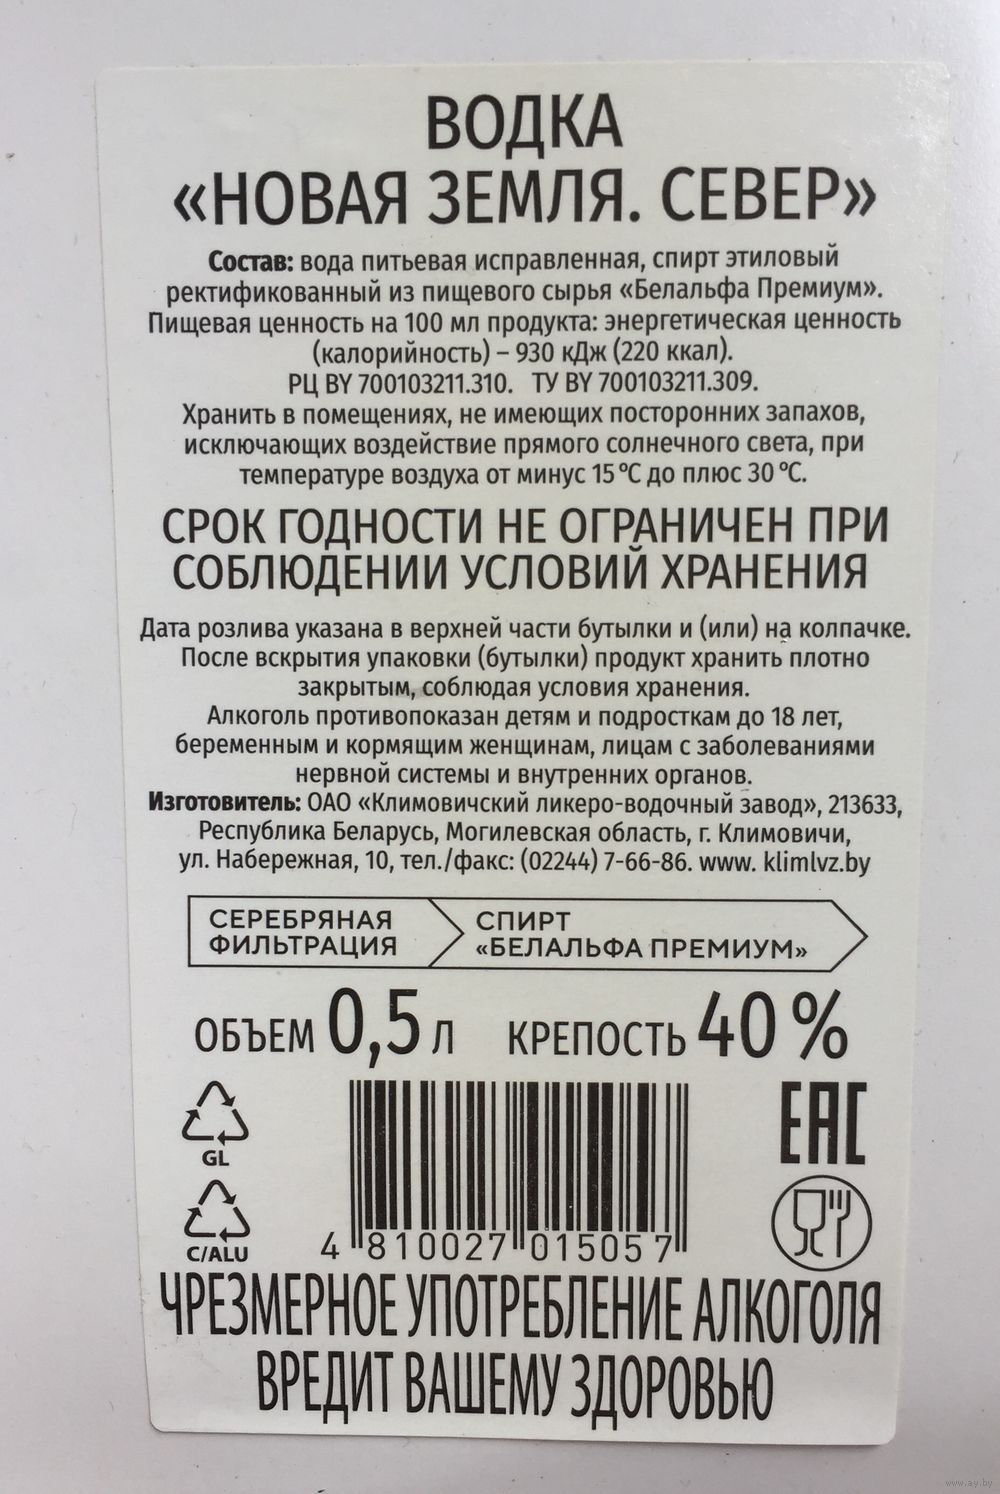 ВОДКА
«НОВАЯ ЗЕМЛЯ. СЕВЕР»
Состав: вода питьевая исправленная, спирт этиловый
ректификованный из пищевого сырья «Белальфа Премиум».
Пищевая ценность на 100 мл продукта: энергетическая ценность
(калорийность) – 930 кДж (220 ккал).
РЦ BY 700103211.310. ТУ BY 700103211.309.
Хранить в помещениях, не имеющих посторонних запахов,
исключающих воздействие прямого солнечного света, при
температуре воздуха от минус 15 °С до плюс 30 °С.
СРОК ГОДНОСТИ НЕ ОГРАНИЧЕН ПРИ
СОБЛЮДЕНИИ УСЛОВИЙ ХРАНЕНИЯ
Дата розлива указана в верхней части бутылки и (или) на колпачке.
После вскрытия упаковки (бутылки) продукт хранить плотно
закрытым, соблюдая условия хранения.
Алкоголь противопоказан детям и подросткам до 18 лет,
беременным и кормящим женщинам, лицам с заболеваниями
нервной системы и внутренних органов.
Изготовитель: ОАО «Климовичский ликеро-водочный завод», 213633,
Республика Беларусь, Могилевская область, г. Климовичи,
ул. Набережная, 10, тел./факс: (02244) 7-66-86. www. klimlvz.by
СЕРЕБРЯНАЯ
ФИЛЬТРАЦИЯ
СПИРТ
«БЕЛАЛЬФА ПРЕМИУМ»
ОБЪЕМ 0,5 Л КРЕПОСТЬ 40 %
GL
EAC
C/ALU
4 810027 015057
ЧРЕЗМЕРНОЕ УПОТРЕБЛЕНИЕ АЛКОГОЛЯ
ВРЕДИТ ВАШЕМУ ЗДОРОВЬЮ
www.ay.by